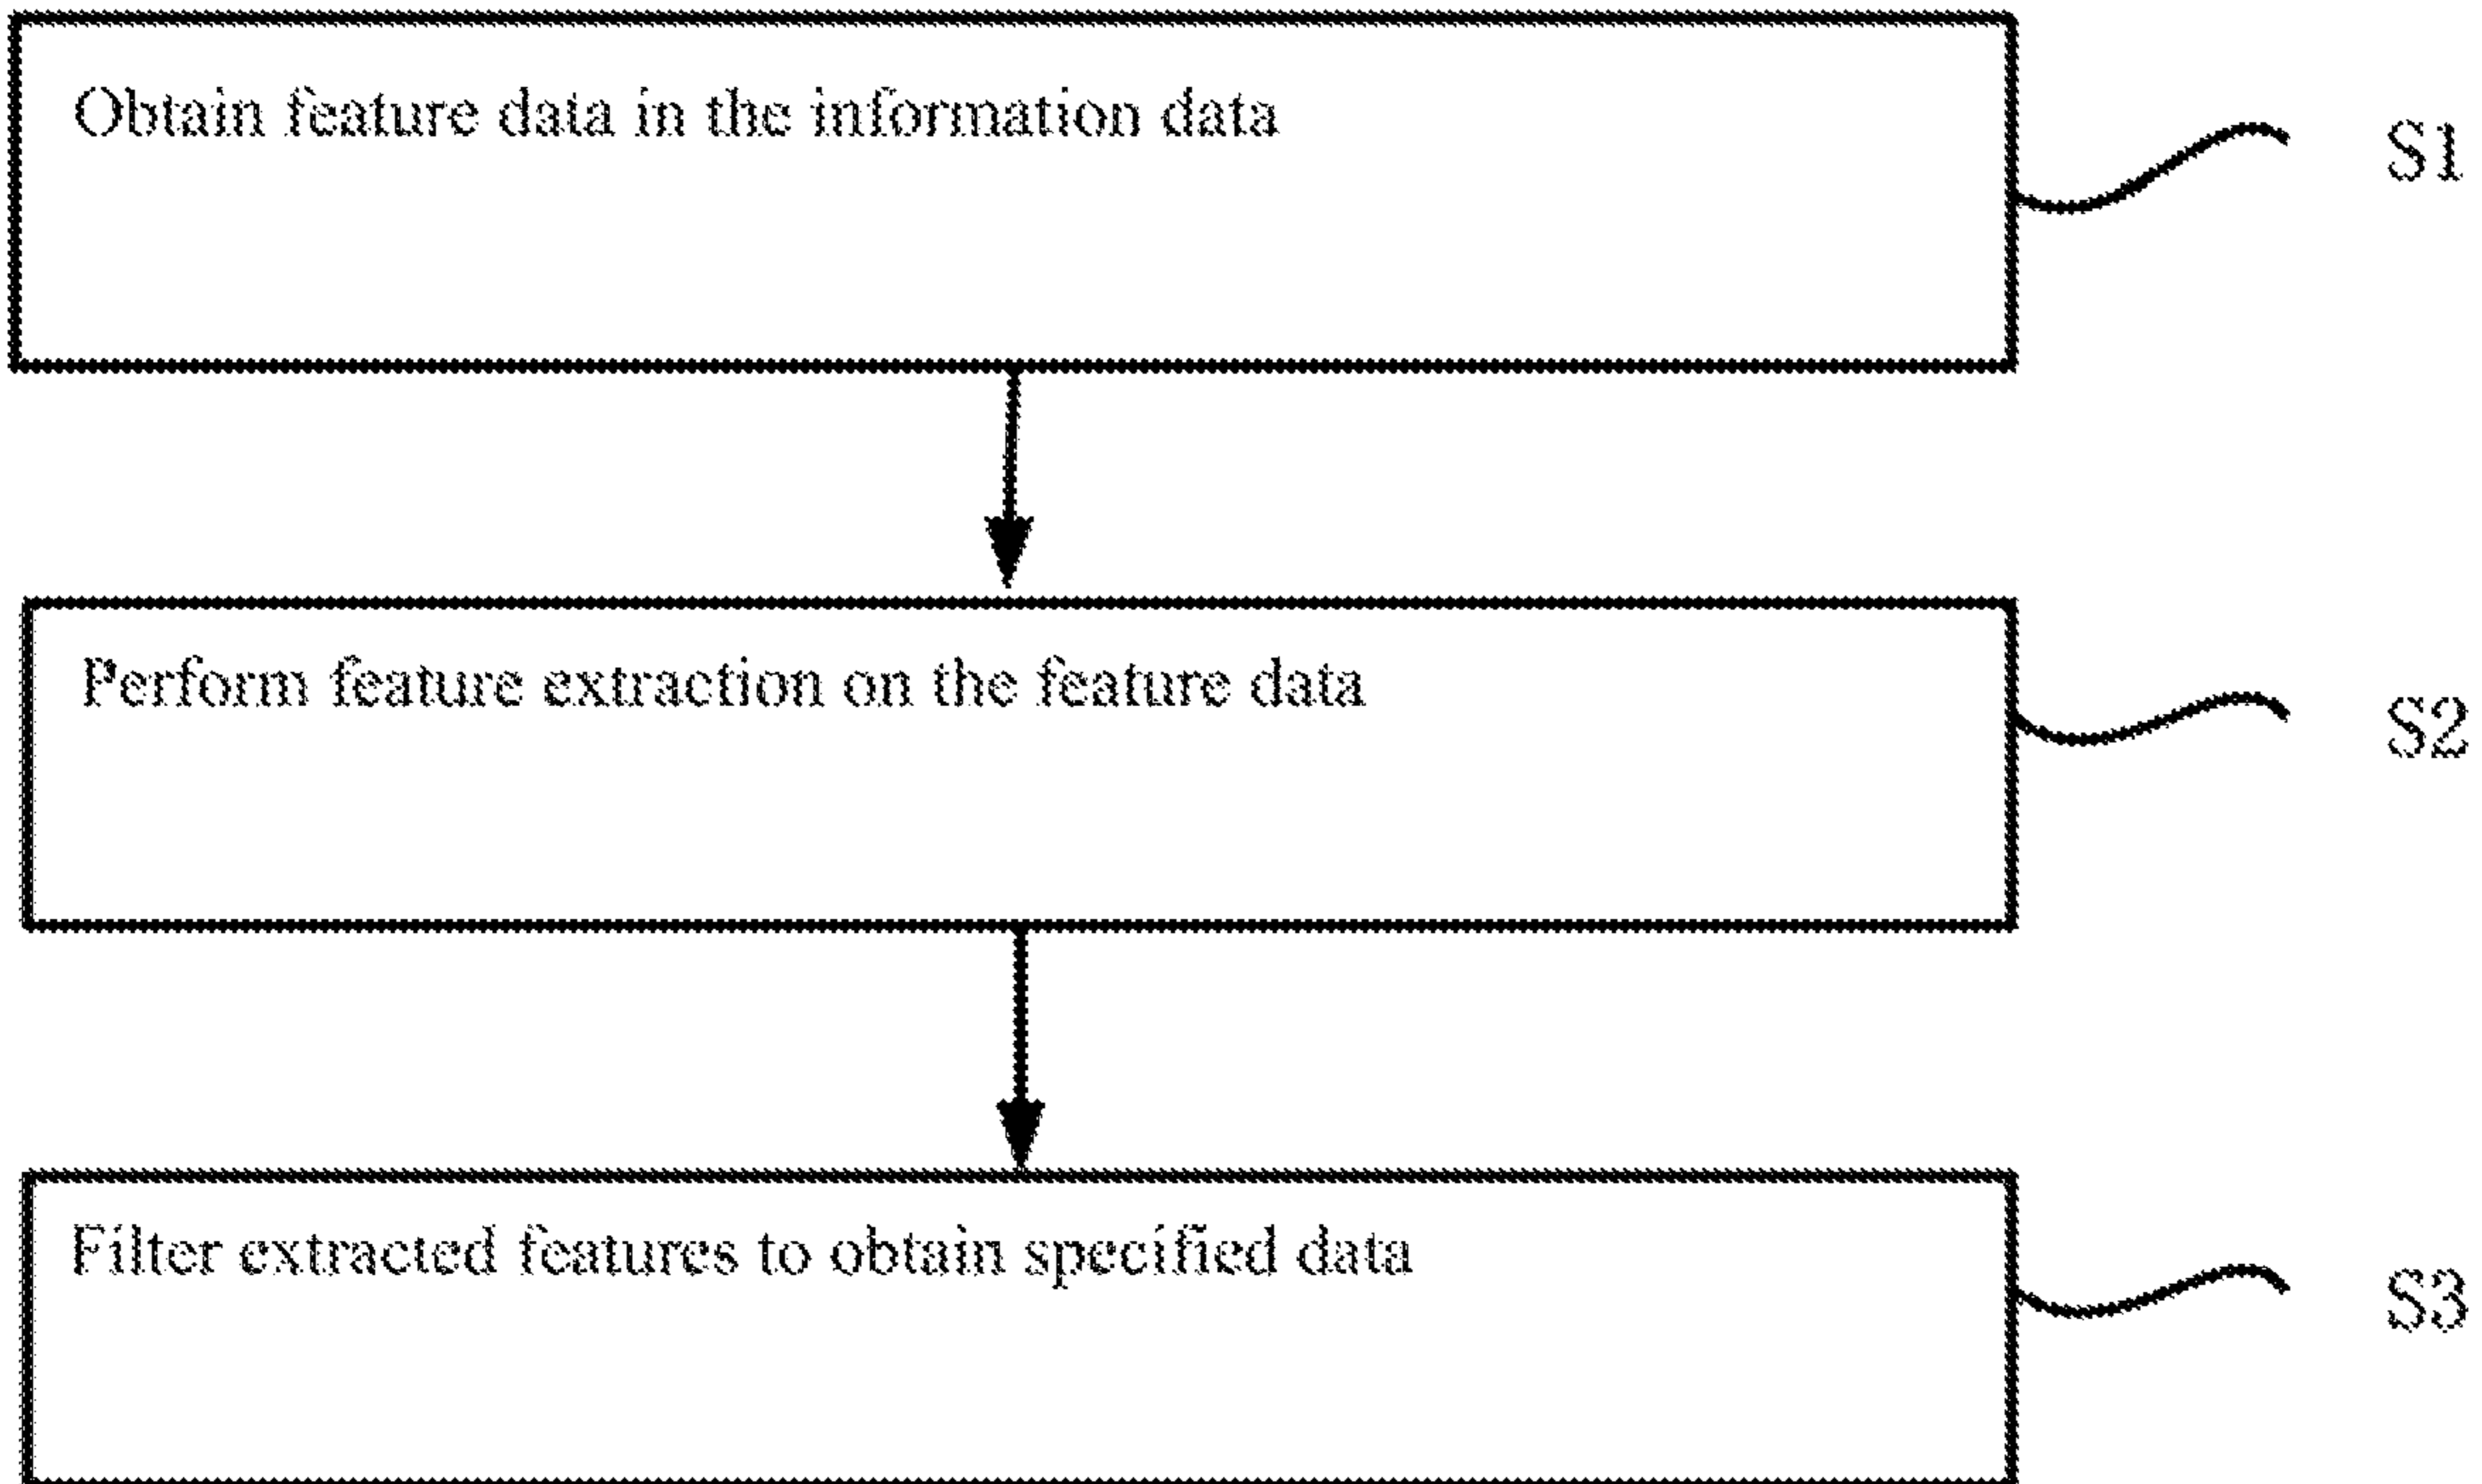 Obtain feature data in the information data
S1
Perform feature extraction on the feature data
S2
Filter extracted features to obtain specified data
S3